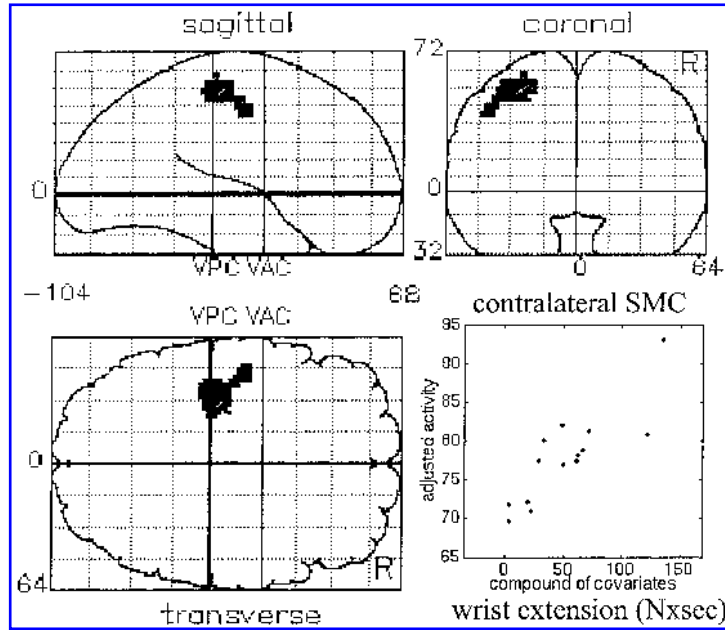 sagittal
coronal
72
R
0
0
32
VPC VAC
0
64
-104
68
VPC VAC
0
R
64
transverse
contralateral SMC
95
90
85
80
75
70
65
adjusted activity
0 50 100 150
compound of covariates
wrist extension (Nxsec)